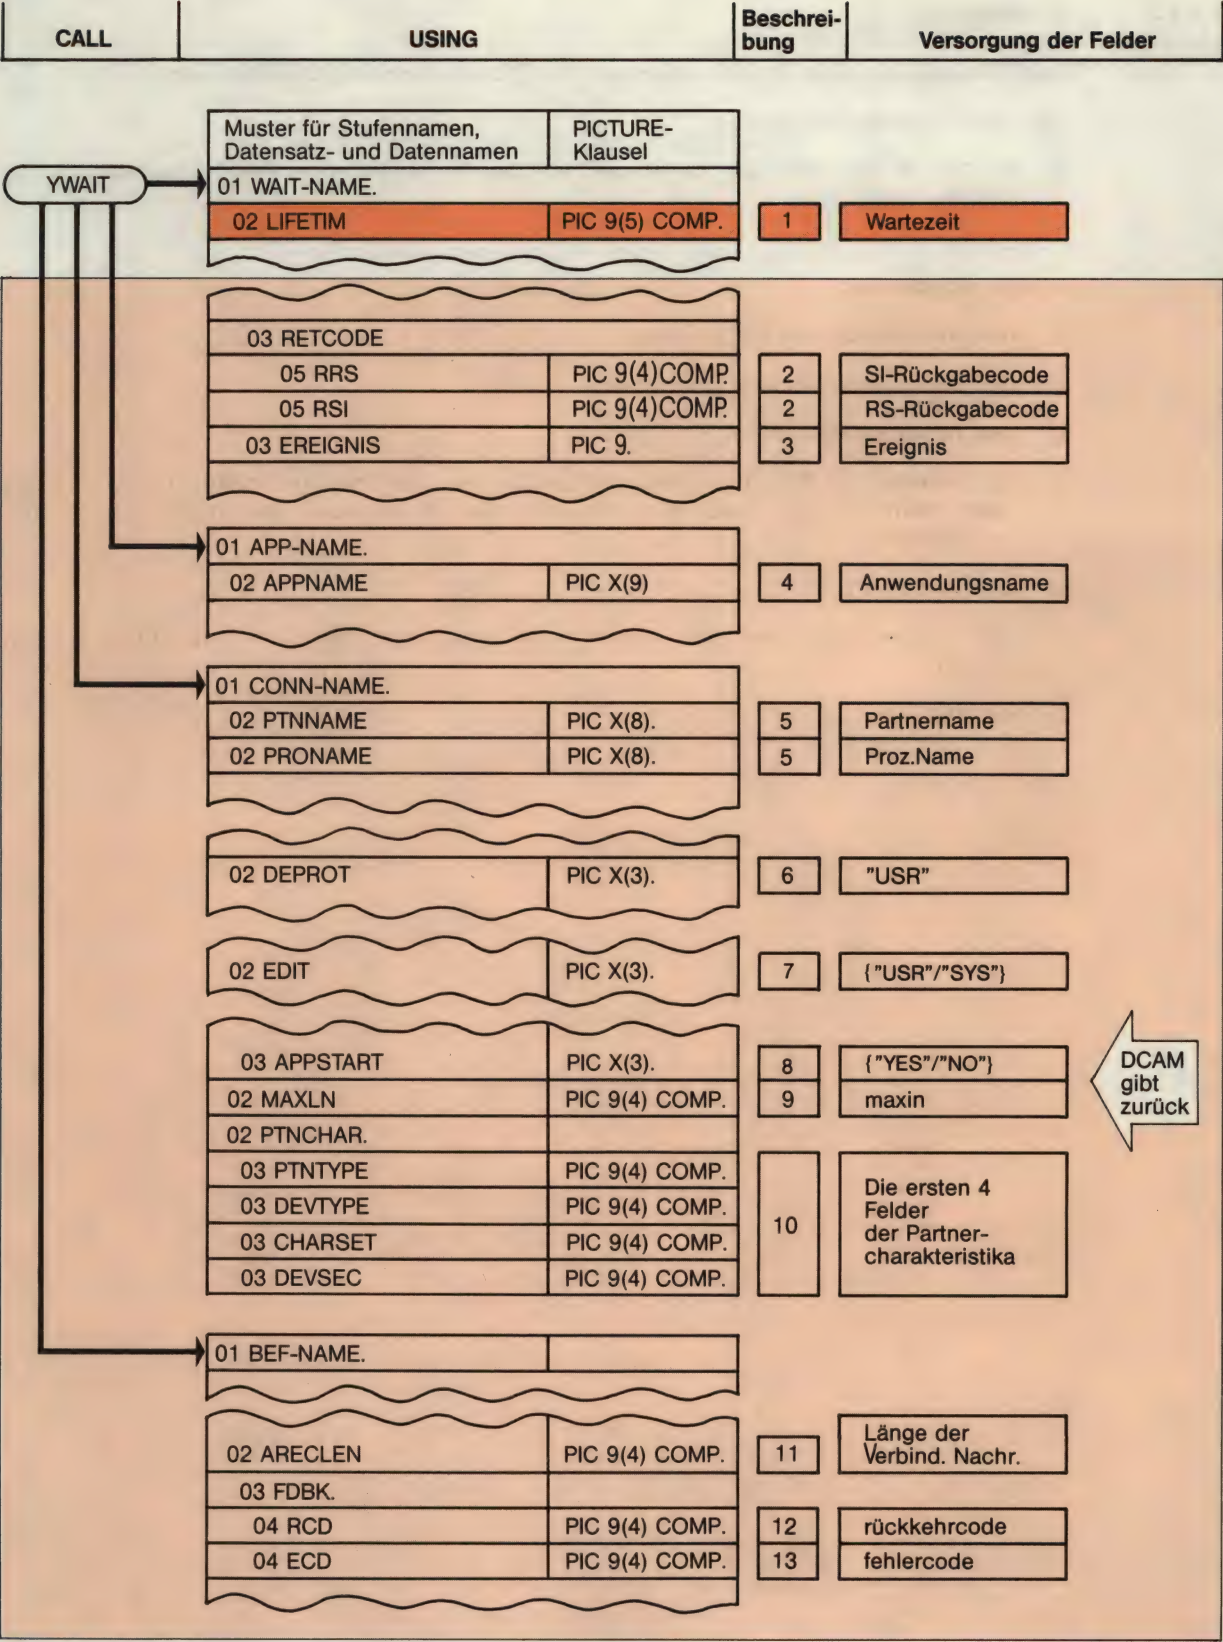 CALL USING Beschrei-
bung Versorgung der Felder
Muster für Stufennamen, PICTURE-
Datensatz- und Datennamen Klausel
YWAIT 01 WAIT-NAME.
02 LIFETIM PIC 9(5) COMP. 1 Wartezeit
03 RETCODE
05 RRS PIC 9(4)COMP. 2 SI-Rückgabecode
05 RSI PIC 9(4)COMP. 2 RS-Rückgabecode
03 EREIGNIS PIC 9. 3 Ereignis
01 APP-NAME.
02 APPNAME PIC X(9) 4 Anwendungsname
01 CONN-NAME.
02 PTNNAME PIC X(8). 5 Partnername
02 PRONAME PIC X(8). 5 Proz.Name
02 DEPROT PIC X(3). 6 "USR"
02 EDIT PIC X(3). 7 {"USR"/"SYS"}
03 APPSTART PIC X(3). 8 {"YES"/"NO"}
02 MAXLN PIC 9(4) COMP. 9 maxin
DCAM
gibt
zurück
02 PTNCHAR.
03 PTNTYPE PIC 9(4) COMP.
03 DEVTYPE PIC 9(4) COMP.
03 CHARSET PIC 9(4) COMP.
03 DEVSEC PIC 9(4) COMP.
10
Die ersten 4
Felder
der Partner-
charakteristika
01 BEF-NAME.
02 ARECLEN PIC 9(4) COMP. 11 Länge der
Verbind. Nachr.
03 FDBK.
04 RCD PIC 9(4) COMP. 12 rückkehrcode
04 ECD PIC 9(4) COMP. 13 fehlercode